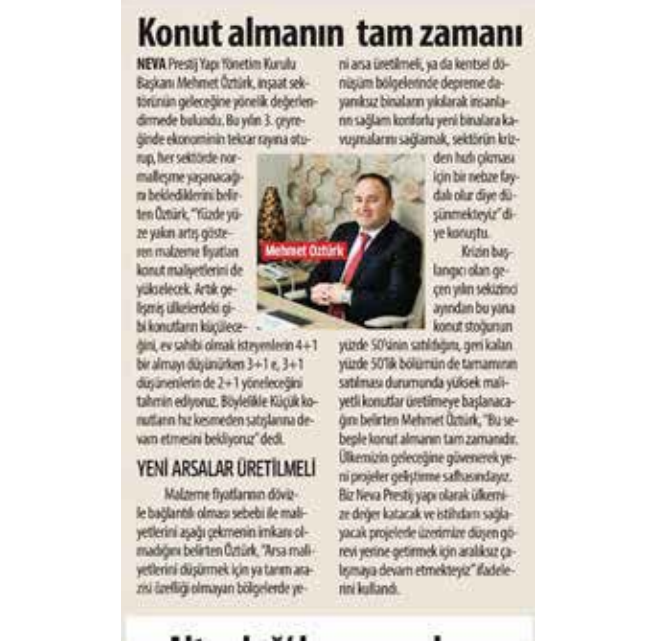 Konut almanın tam zamanı
NEVA Prestij Yapı Yönetim Kurulu
Başkanı Mehmet Öztürk, inşaat sek-
törünün geleceğine yönelik değerlen-
dirmede bulundu. Bu yılın 3. çeyre-
ğinde ekonominin tekrar rayına otu-
rup, her sektörde nor-
malleşme yaşanacağı-
nı beklediklerini belir-
ten Öztürk, "Yüzde yü-
ze yakın artış göste-
ren malzeme fiyatları
konut maliyetlerini de
yükselecek. Artık ge-
lişmiş ülkelerdeki gi-
bi konutların küçülece-
ğini, ev sahibi olmak isteyenlerin 4+1
bir almayı düşünürken 3+1 e, 3+1
düşünenlerin de 2+1 yöneleceğini
tahmin ediyoruz. Böylelikle Küçük ko-
nutların hız kesmeden satışlarına de-
vam etmesini bekliyoruz" dedi.
YENİ ARSALAR ÜRETİLMELİ
Malzeme fiyatlarının döviz-
le bağlantılı olması sebebi ile mali-
yetlerini aşağı çekmenin imkanı ol-
madığını belirten Öztürk, "Arsa mali-
yetlerini düşürmek için ya tarım ara-
zisi özelliği olmayan bölgelerde ye-
ni arsa üretilmeli, ya da kentsel dö-
nüşüm bölgelerinde depreme da-
yanıksız binaların yıkılarak insanla-
rın sağlam konforlu yeni binalara ka-
vuşmalarını sağlamak, sektörün kriz-
den hızlı çıkması
için bir nebze fay-
dalı olur diye dü-
şünmekteyiz" di-
ye konuştu.
Krizin baş-
langıcı olan ge-
çen yılın sekizinci
ayından bu yana
konut stoğunun
yüzde 50'sinin satıldığını, geri kalan
yüzde 50'lik bölümün de tamamının
satılması durumunda yüksek mali-
yetli konutlar üretilmeye başlanaca-
ğını belirten Mehmet Öztürk, "Bu se-
beple konut almanın tam zamanıdır.
Ülkemizin geleceğine güvenerek ye-
ni projeler geliştirme safhasındayız.
Biz Neva Prestij yapı olarak ülkemi-
ze değer katacak ve istihdam sağla-
yacak projelerde üzerimize düşen gö-
revi yerine getirmek için aralıksız ça-
lışmaya devam etmekteyiz" ifadele-
rini kullandı.
Mehmet Öztürk